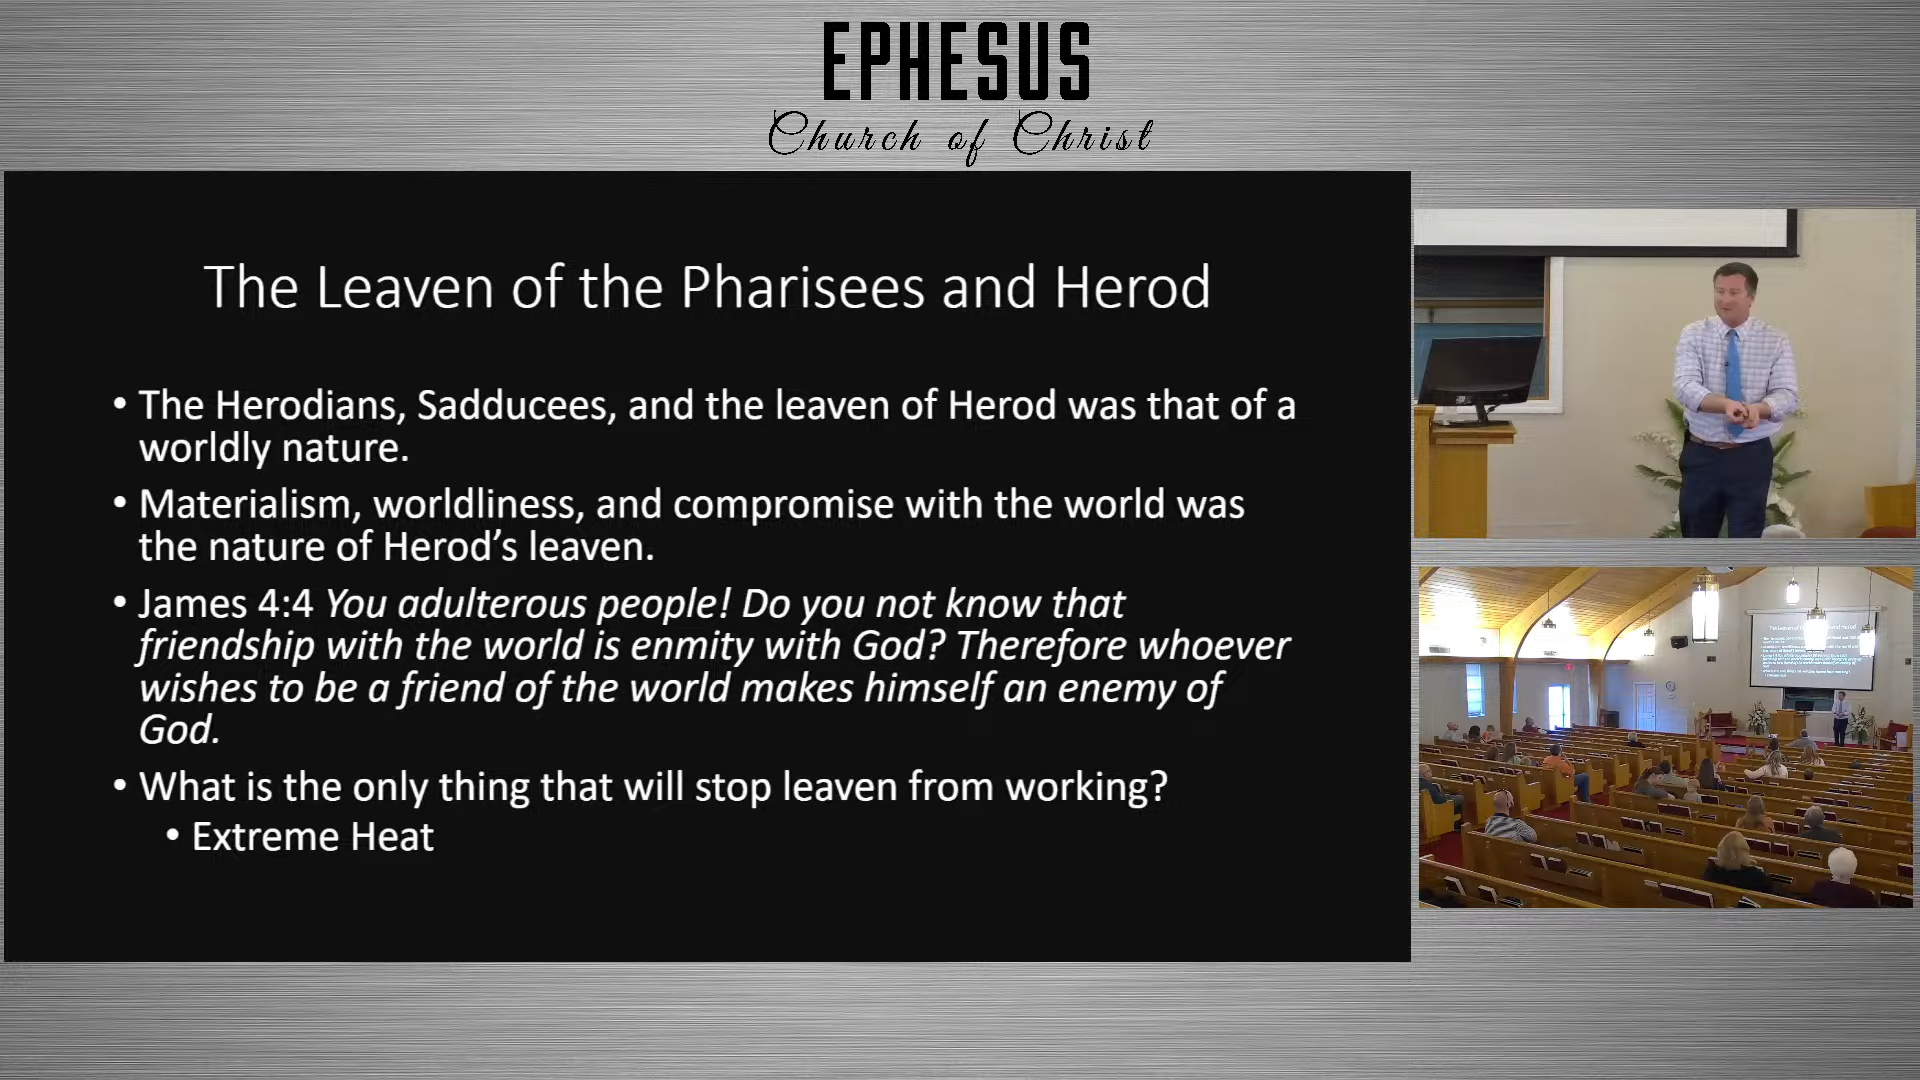 EPHESUS
Church of Christ
The Leaven of the Pharisees and Herod
• The Herodians, Sadducees, and the leaven of Herod was that of a
worldly nature.
• Materialism, worldliness, and compromise with the world was
the nature of Herod’s leaven.
• James 4:4 You adulterous people! Do you not know that
friendship with the world is enmity with God? Therefore whoever
wishes to be a friend of the world makes himself an enemy of
God.
• What is the only thing that will stop leaven from working?
• Extreme Heat